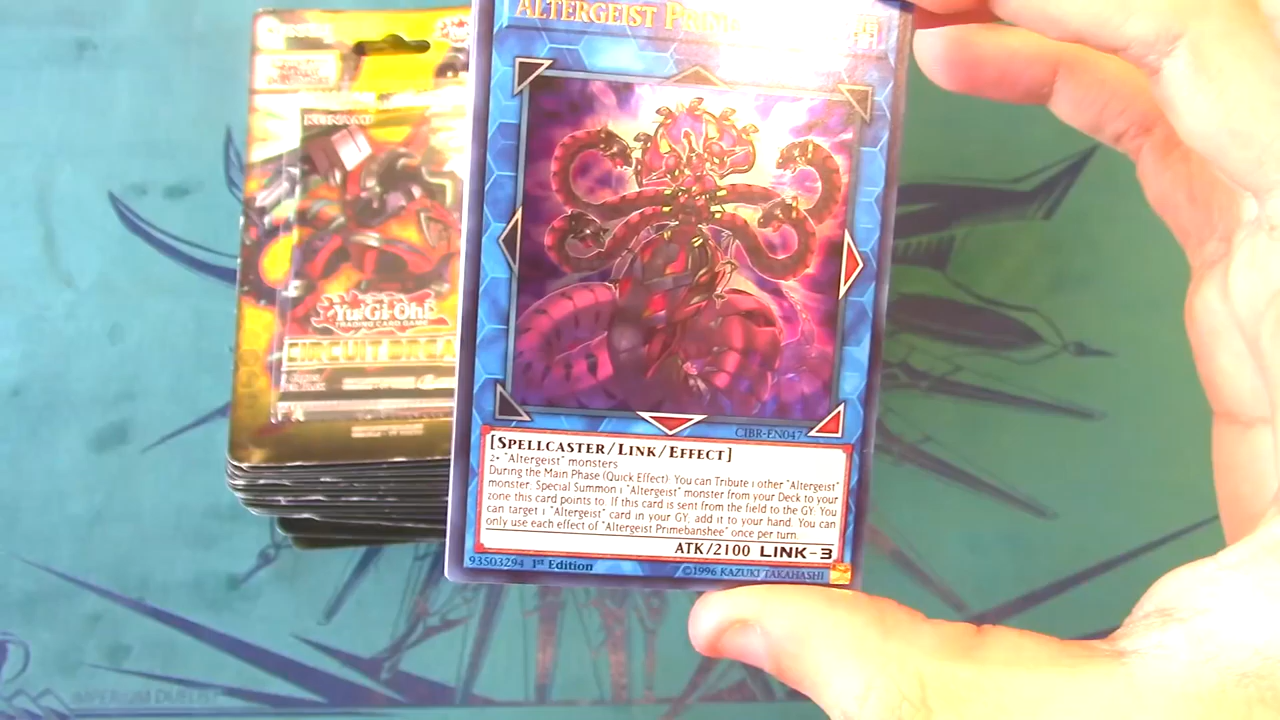 ALTERGEIST PRIME
KONAMI
Yu-Gi-Oh!
TRADING CARD GAME
CIRCUIT BREA
CIBR-EN047
[SPELLCASTER/LINK/EFFECT]
2+ "Altergeist" monsters
During the Main Phase (Quick Effect): You can Tribute 1 other "Altergeist"
monster; Special Summon 1 "Altergeist" monster from your Deck to your
zone this card points to. If this card is sent from the field to the GY: You
can target 1 "Altergeist" card in your GY; add it to your hand. You can
only use each effect of "Altergeist Primebanshee" once per turn.
ATK/2100 LINK-3
93503294 1st Edition
©1996 KAZUKI TAKAHASHI
IMPERIUM DUELIST